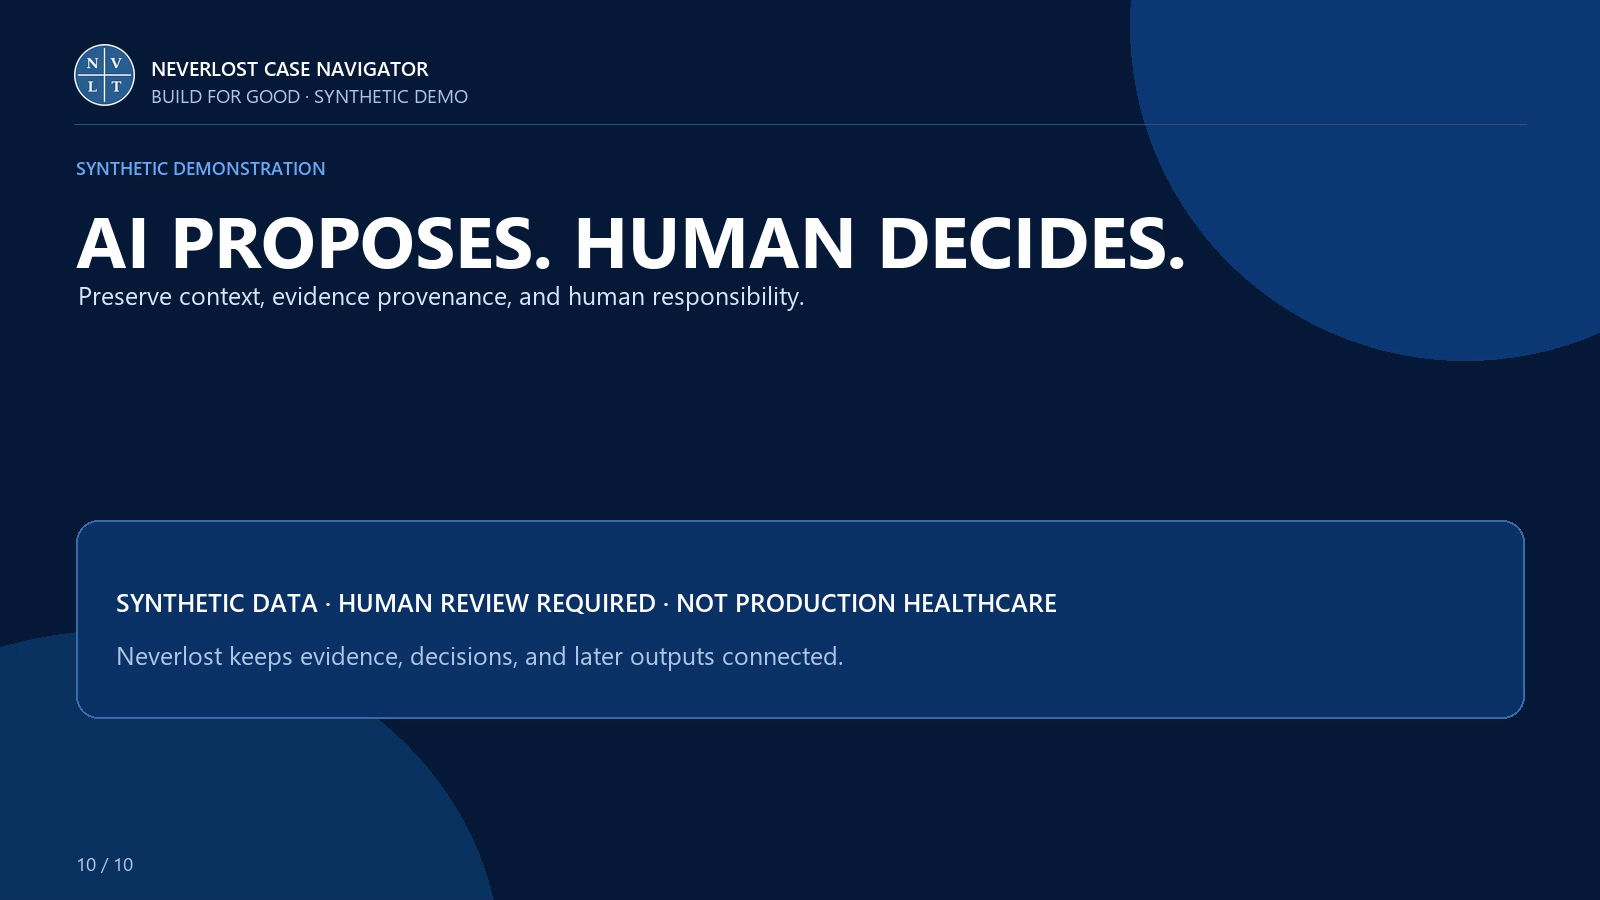 N V
L T
NEVERLOST CASE NAVIGATOR
BUILD FOR GOOD · SYNTHETIC DEMO
SYNTHETIC DEMONSTRATION
AI PROPOSES. HUMAN DECIDES.
Preserve context, evidence provenance, and human responsibility.
SYNTHETIC DATA · HUMAN REVIEW REQUIRED · NOT PRODUCTION HEALTHCARE
Neverlost keeps evidence, decisions, and later outputs connected.
10 / 10